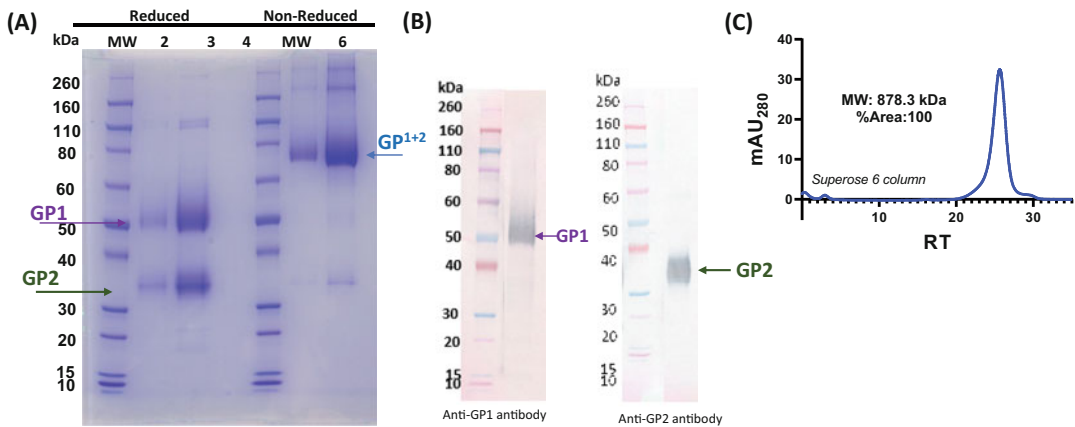 Reduced Non-Reduced
(A)
kDa MW 2 3 4 MW 6
260
160
110
80
60
50
40
30
20
15
10
GP1
GP2
GP1+2
(B)
kDa
260
160
110
80
60
50
40
30
20
15
10
GP1
Anti-GP1 antibody
kDa
260
160
110
80
60
50
40
30
20
15
10
GP2
Anti-GP2 antibody
(C)
40
30
20
10
0
mAU280
MW: 878.3 kDa
%Area:100
Superose 6 column
10 20 30
RT